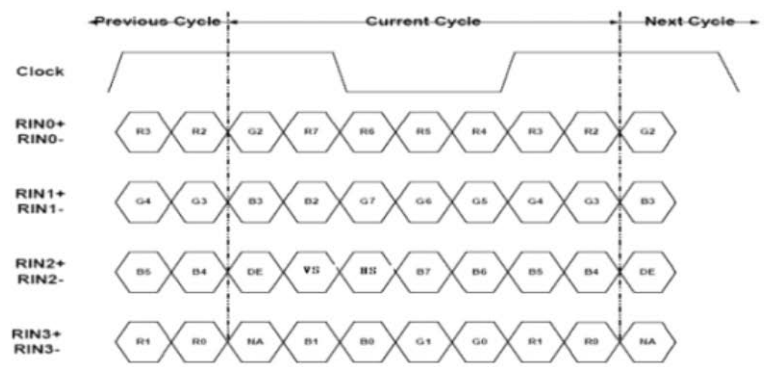 Previous Cycle Current Cycle Next Cycle
Clock
RIN0+
RIN0-
R3 R2 G2 R7 R6 R5 R4 R3 R2 G2
RIN1+
RIN1-
G4 G3 B3 B2 G7 G6 G5 G4 G3 B3
RIN2+
RIN2-
B5 B4 DE VS HS B7 B6 B5 B4 DE
RIN3+
RIN3-
R1 R0 NA B1 B0 G1 G0 R1 R0 NA